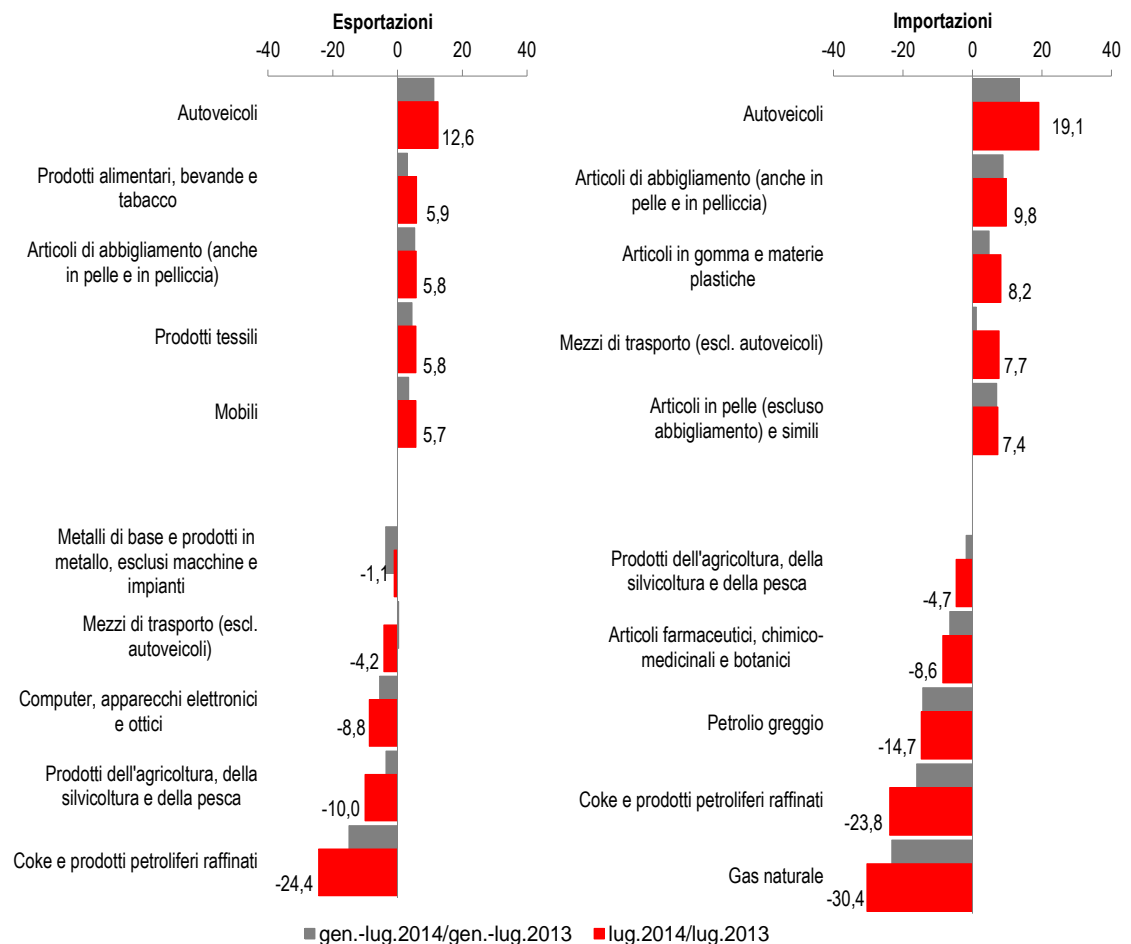 Esportazioni
-40 -20 0 20 40
Autoveicoli
12,6
Prodotti alimentari, bevande e
tabacco
5,9
Articoli di abbigliamento (anche
in pelle e in pelliccia)
5,8
Prodotti tessili
5,8
Mobili
5,7
Metalli di base e prodotti in
metallo, esclusi macchine e
impianti
-1,1
Mezzi di trasporto (escl.
autoveicoli)
-4,2
Computer, apparecchi elettronici
e ottici
-8,8
Prodotti dell'agricoltura, della
silvicoltura e della pesca
-10,0
Coke e prodotti petroliferi raffinati
-24,4
Importazioni
-40 -20 0 20 40
Autoveicoli
19,1
Articoli di abbigliamento (anche in
pelle e in pelliccia)
9,8
Articoli in gomma e materie
plastiche
8,2
Mezzi di trasporto (escl. autoveicoli)
7,7
Articoli in pelle (escluso
abbigliamento) e simili
7,4
Prodotti dell'agricoltura, della
silvicoltura e della pesca
-4,7
Articoli farmaceutici, chimico-
medicinali e botanici
-8,6
Petrolio greggio
-14,7
Coke e prodotti petroliferi raffinati
-23,8
Gas naturale
-30,4
gen.-lug.2014/gen.-lug.2013 lug.2014/lug.2013